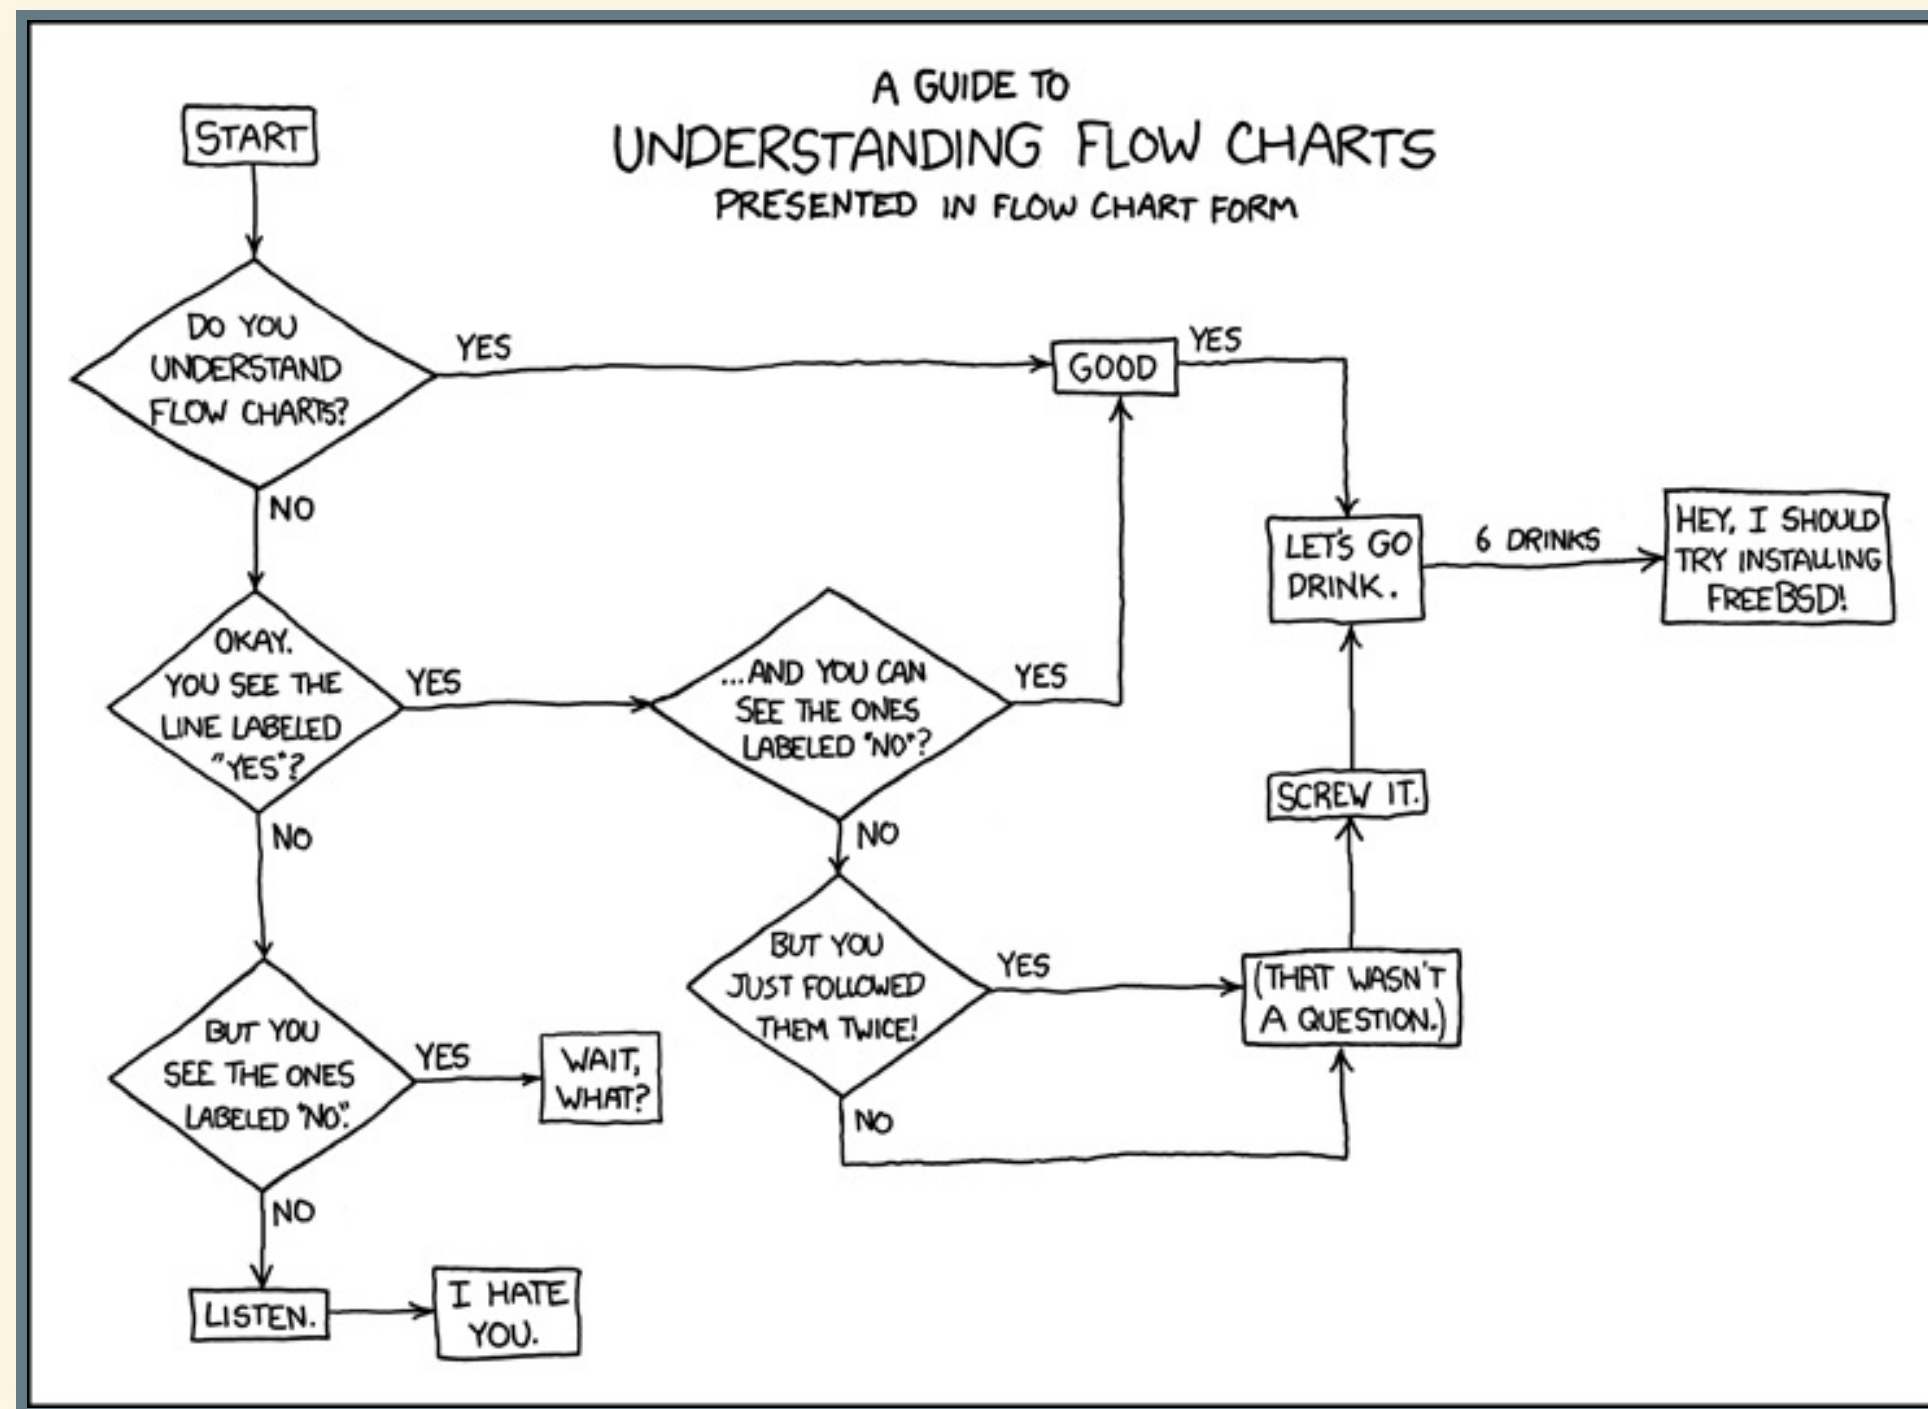 A GUIDE TO
UNDERSTANDING FLOW CHARTS
PRESENTED IN FLOW CHART FORM
START
DO YOU
UNDERSTAND
FLOW CHARTS?
YES
GOOD
YES
NO
LET'S GO
DRINK.
6 DRINKS
HEY, I SHOULD
TRY INSTALLING
FREEBSD!
OKAY.
YOU SEE THE
LINE LABELED
"YES"?
YES
...AND YOU CAN
SEE THE ONES
LABELED "NO"?
YES
NO
NO
BUT YOU
JUST FOLLOWED
THEM TWICE!
YES
(THAT WASN'T
A QUESTION.)
SCREW IT.
NO
BUT YOU
SEE THE ONES
LABELED "NO".
YES
WAIT,
WHAT?
NO
LISTEN.
I HATE
YOU.